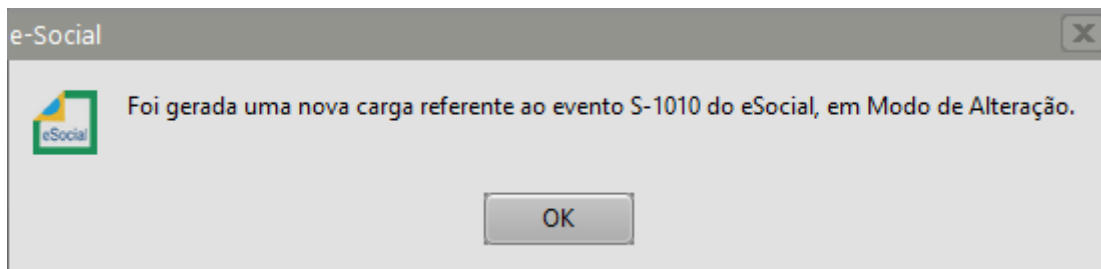 e-Social
Foi gerada uma nova carga referente ao evento S-1010 do eSocial, em Modo de Alteração.
eSocial
OK